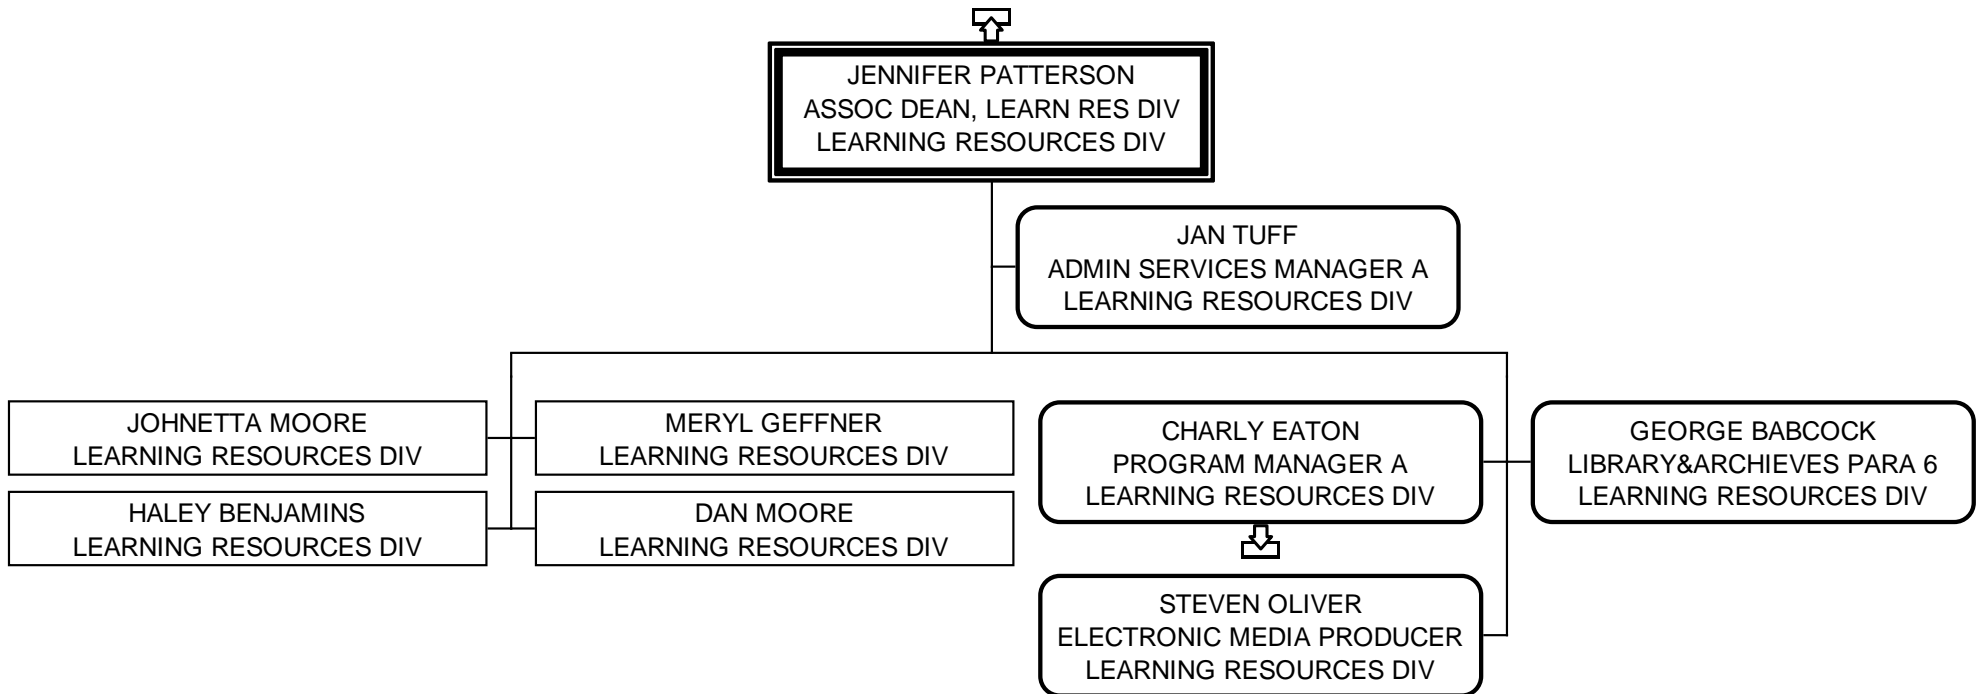 JENNIFER PATTERSON
ASSOC DEAN, LEARN RES DIV
LEARNING RESOURCES DIV
JAN TUFF
ADMIN SERVICES MANAGER A
LEARNING RESOURCES DIV
JOHNETTA MOORE
LEARNING RESOURCES DIV
MERYL GEFFNER
LEARNING RESOURCES DIV
CHARLY EATON
PROGRAM MANAGER A
LEARNING RESOURCES DIV
GEORGE BABCOCK
LIBRARY&ARCHIEVES PARA 6
LEARNING RESOURCES DIV
HALEY BENJAMINS
LEARNING RESOURCES DIV
DAN MOORE
LEARNING RESOURCES DIV
STEVEN OLIVER
ELECTRONIC MEDIA PRODUCER
LEARNING RESOURCES DIV